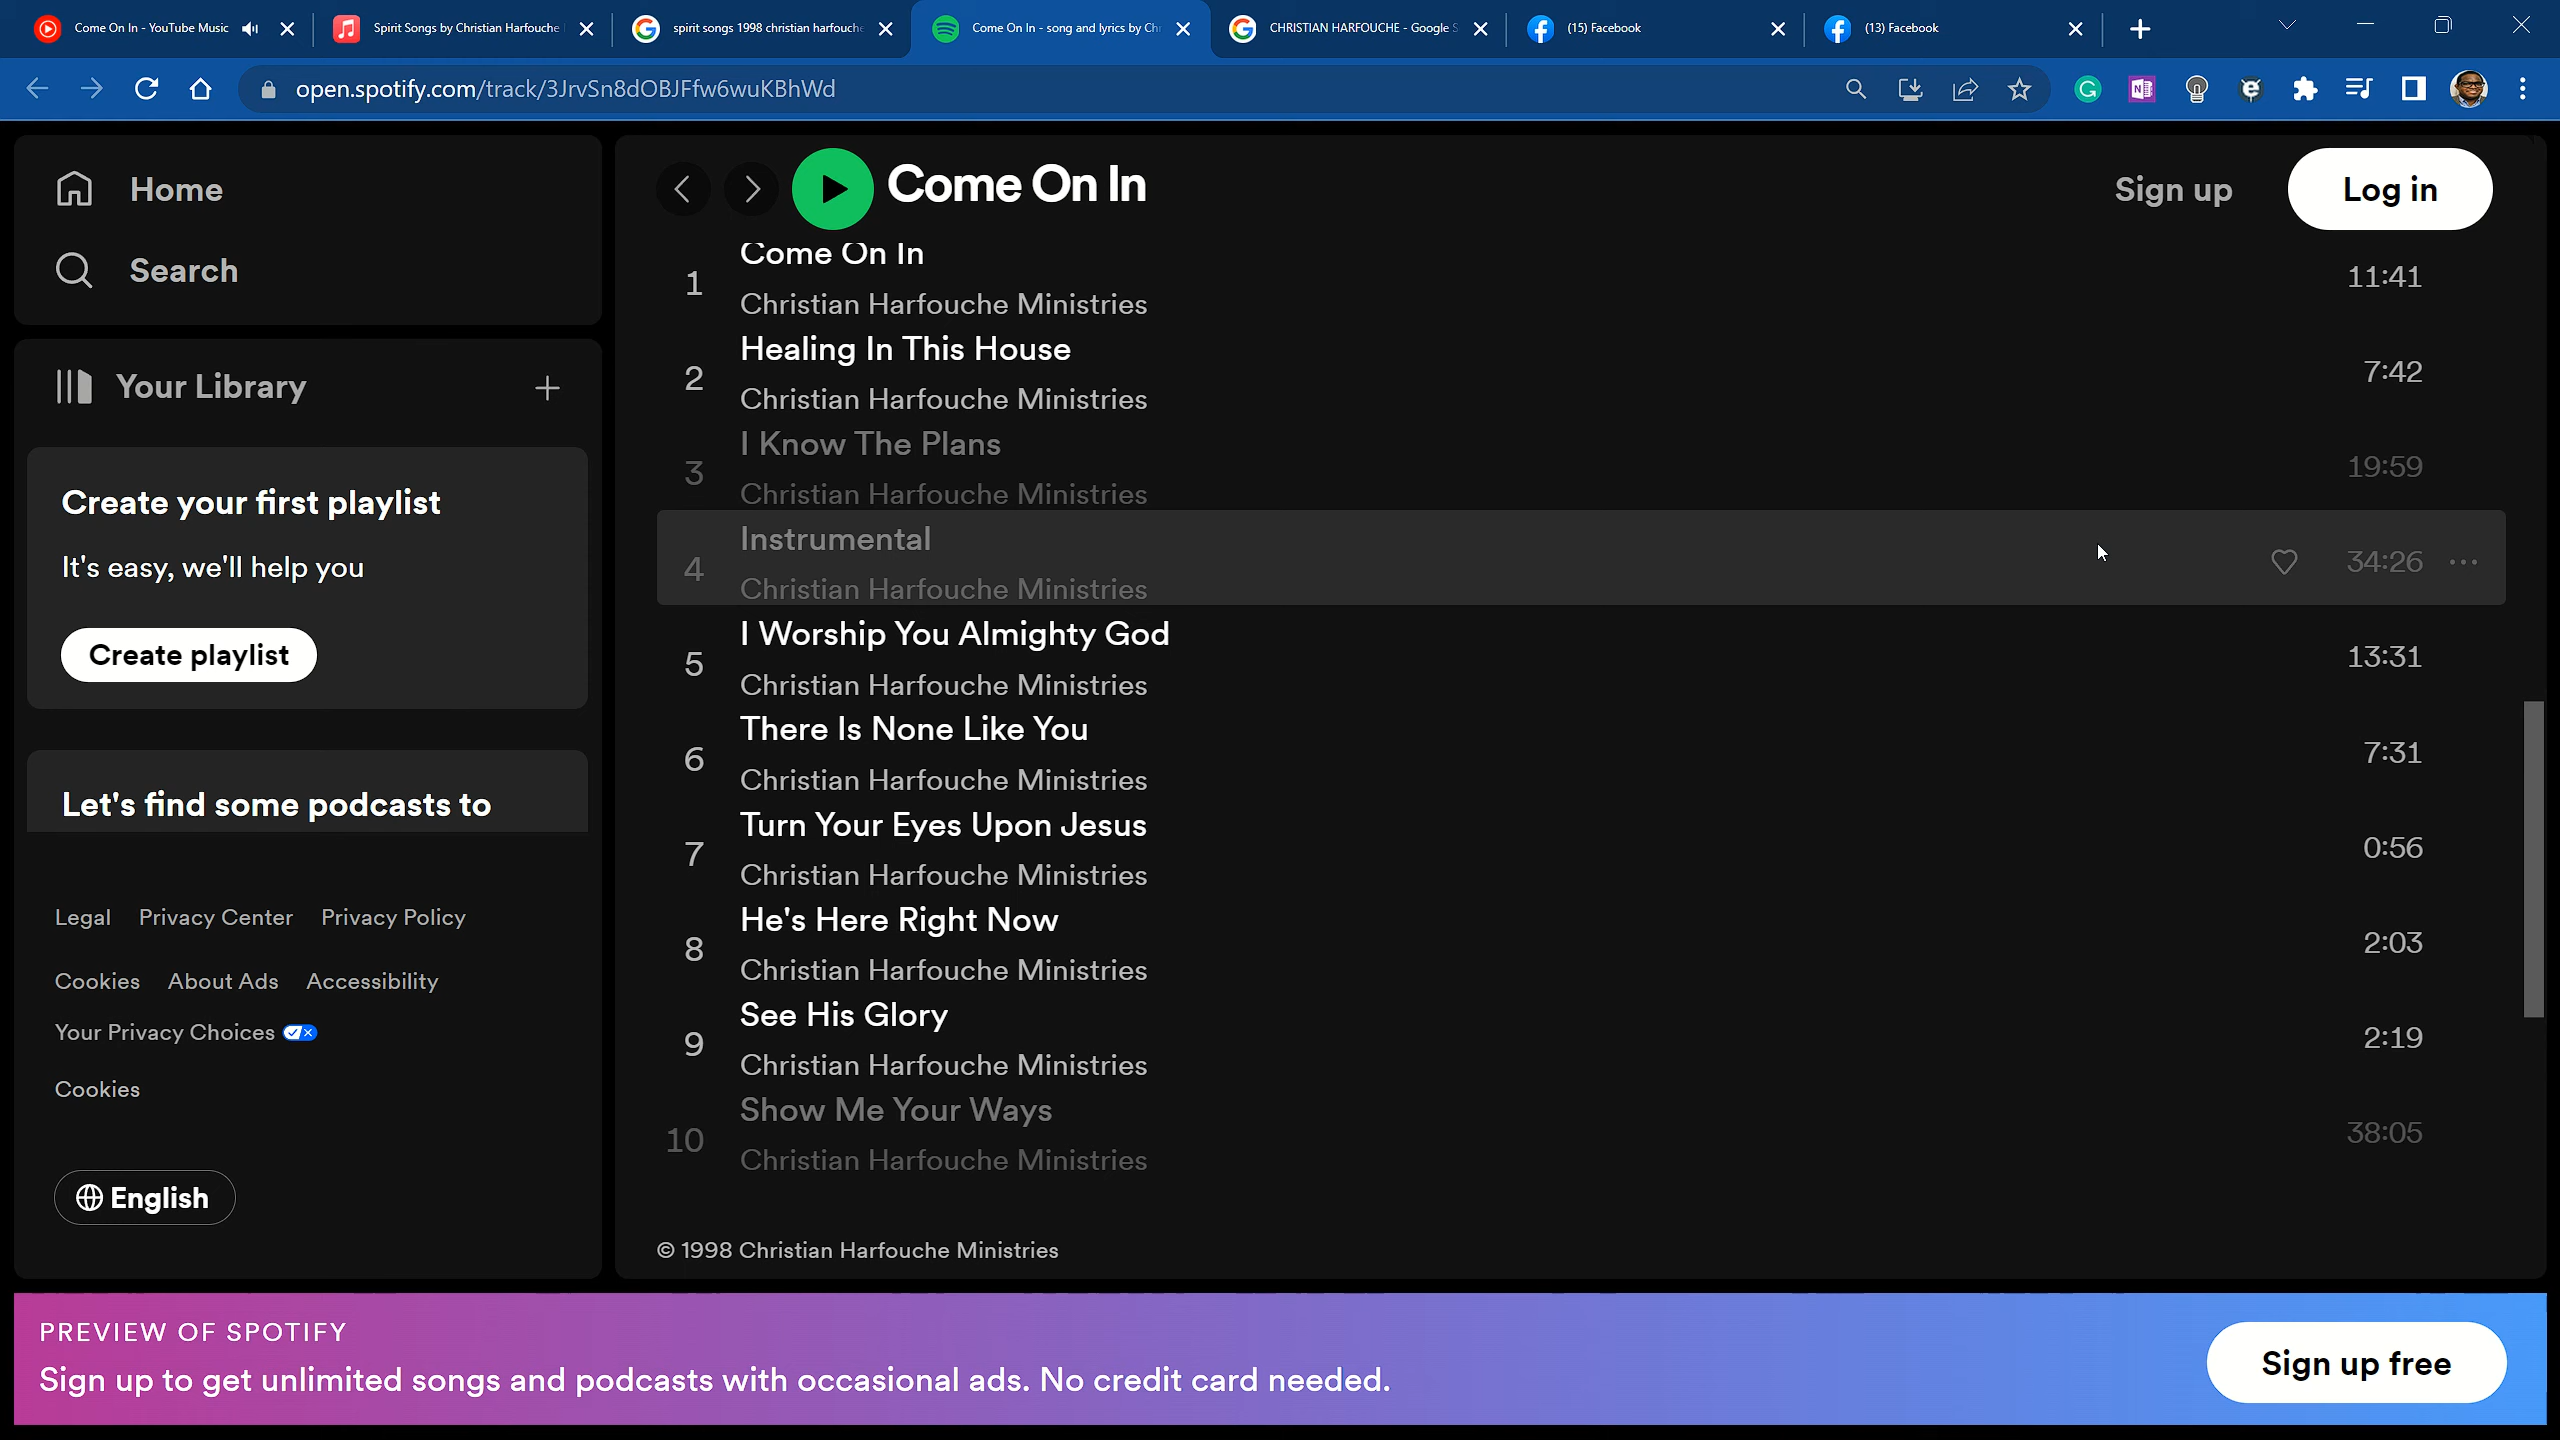 Come On In - YouTube Music
Spirit Songs by Christian Harfouche
spirit songs 1998 christian harfouche
Come On In - song and lyrics by Ch
CHRISTIAN HARFOUCHE - Google S
(15) Facebook
(13) Facebook
open.spotify.com/track/3JrvSn8dOBJFfw6wuKBhWd
Home
Search
Your Library
Create your first playlist
It's easy, we'll help you
Create playlist
Let's find some podcasts to
Legal Privacy Center Privacy Policy
Cookies About Ads Accessibility
Your Privacy Choices
Cookies
English
Come On In
Sign up
Log in
1 Come On In 11:41
Christian Harfouche Ministries
2 Healing In This House 7:42
Christian Harfouche Ministries
3 I Know The Plans 19:59
Christian Harfouche Ministries
4 Instrumental 34:26
Christian Harfouche Ministries
5 I Worship You Almighty God 13:31
Christian Harfouche Ministries
6 There Is None Like You 7:31
Christian Harfouche Ministries
7 Turn Your Eyes Upon Jesus 0:56
Christian Harfouche Ministries
8 He's Here Right Now 2:03
Christian Harfouche Ministries
9 See His Glory 2:19
Christian Harfouche Ministries
10 Show Me Your Ways 38:05
Christian Harfouche Ministries
© 1998 Christian Harfouche Ministries
PREVIEW OF SPOTIFY
Sign up to get unlimited songs and podcasts with occasional ads. No credit card needed.
Sign up free